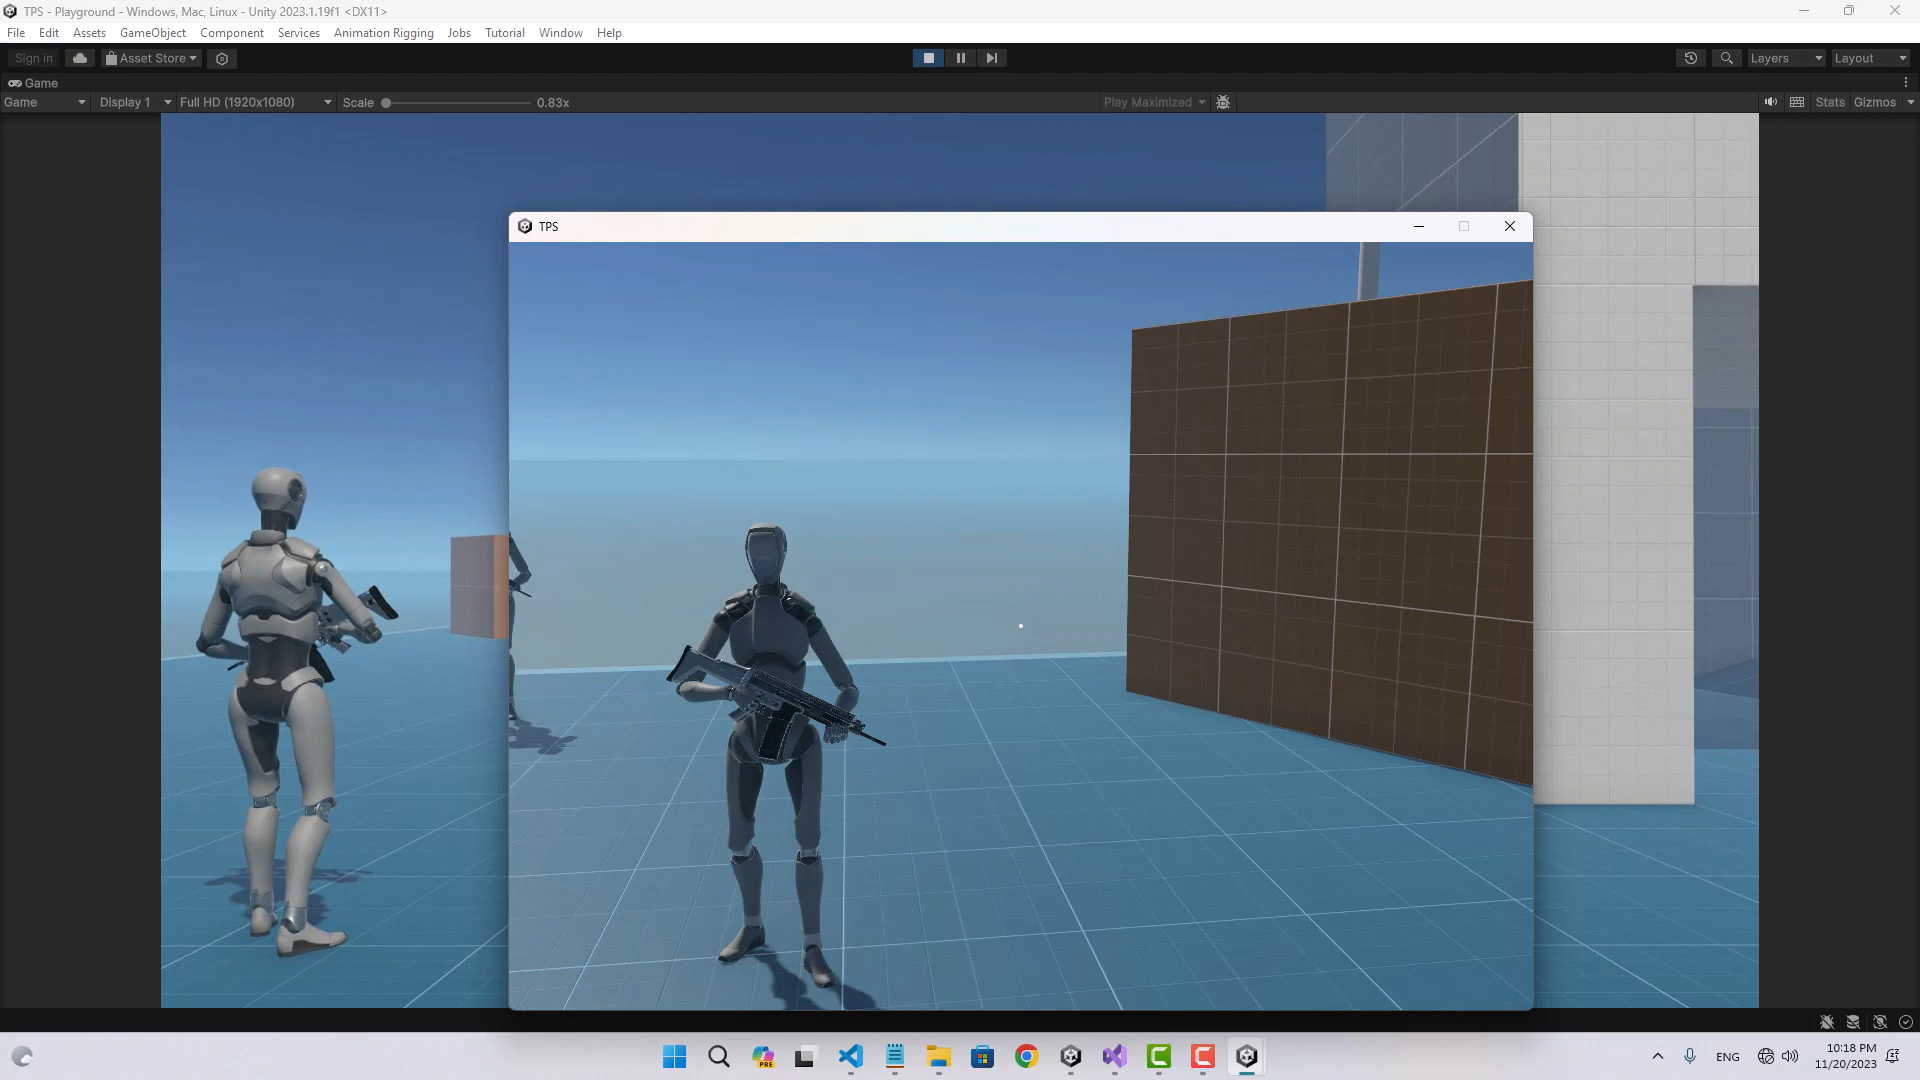 TPS - Playground - Windows, Mac, Linux - Unity 2023.1.19f1 <DX11>
File Edit Assets GameObject Component Services Animation Rigging Jobs Tutorial Window Help
Sign in Asset Store Layers Layout
Game
Game Display 1 Full HD (1920x1080) Scale 0.83x Play Maximized Stats Gizmos
TPS
PRE
ENG
10:18 PM
11/20/2023